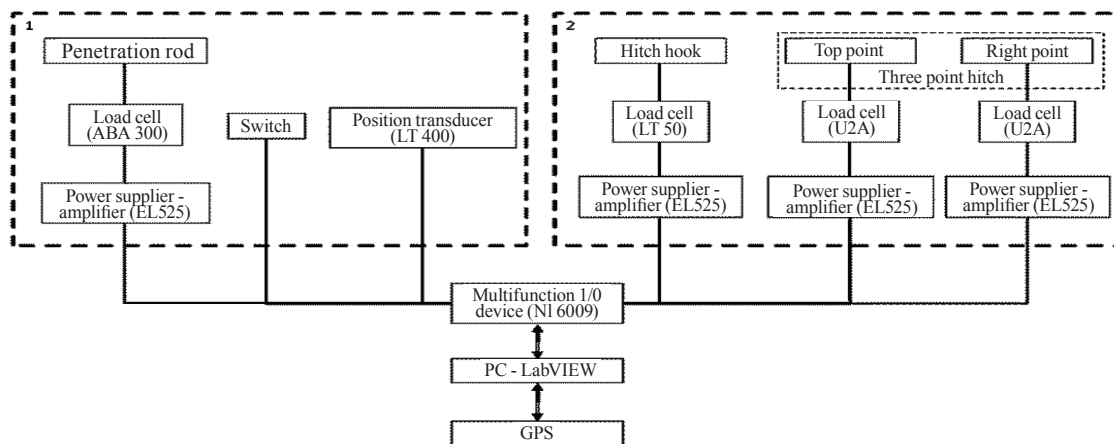 1
Penetration rod
Load cell
(ABA 300)
Switch
Position transducer
(LT 400)
Power supplier -
amplifier (EL525)
2
Hitch hook
Top point
Right point
Three point hitch
Load cell
(LT 50)
Load cell
(U2A)
Load cell
(U2A)
Power supplier -
amplifier (EL525)
Power supplier -
amplifier (EL525)
Power supplier -
amplifier (EL525)
Multifunction 1/0
device (Nl 6009)
PC - LabVIEW
GPS